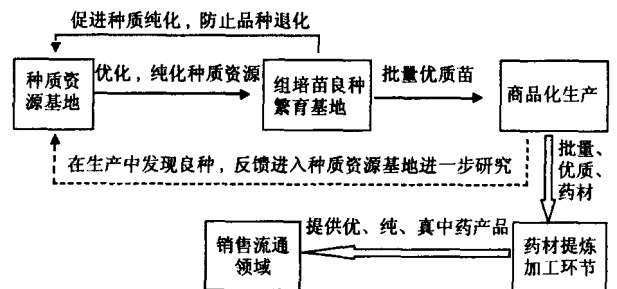 促进种质纯化，防止品种退化
种质资
源基地
优化，纯化种质资源
组培苗良种
繁育基地
批量优质苗
商品化生产
在生产中发现良种，反馈进入种质资源基地进一步研究
批量、
优质、
药材
销售流通
领域
提供优、纯、真中药产品
药材提炼
加工环节